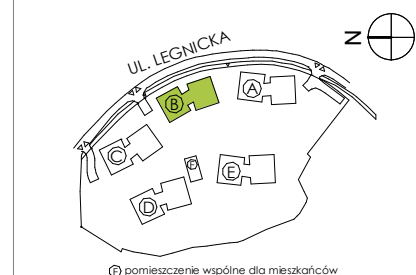 UL. LEGNICKA
N
A
B
C
F
E
D
F pomieszczenie wspólne dla mieszkańców